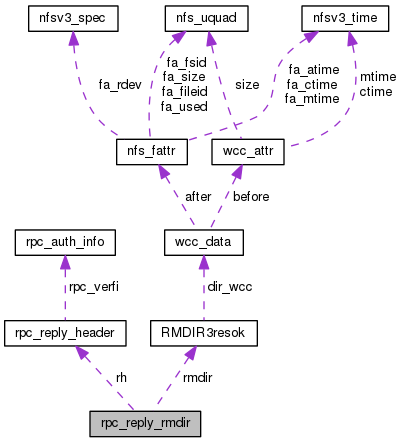 nfsv3_spec
nfs_uquad
nfsv3_time
fa_rdev
fa_fsid
fa_size
fa_fileid
fa_used
size
fa_atime
fa_ctime
fa_mtime
mtime
ctime
nfs_fattr
wcc_attr
after
before
rpc_auth_info
wcc_data
rpc_verfi
dir_wcc
rpc_reply_header
RMDIR3resok
rh
rmdir
rpc_reply_rmdir